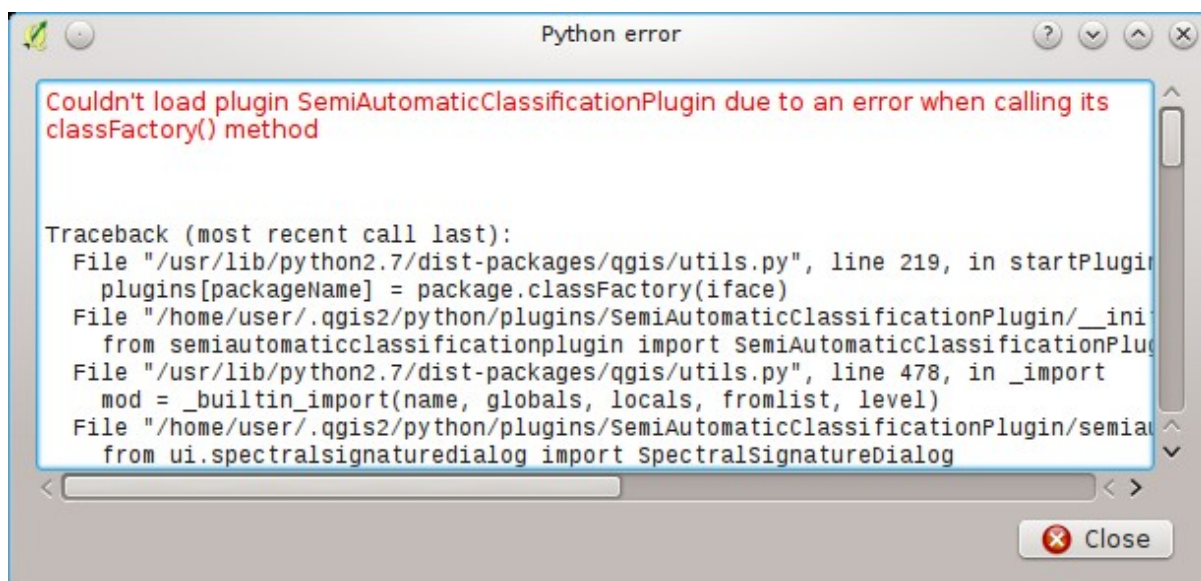 Python error
Couldn't load plugin SemiAutomaticClassificationPlugin due to an error when calling its
classFactory() method
Traceback (most recent call last):
File "/usr/lib/python2.7/dist-packages/qgis/utils.py", line 219, in startPlugin
plugins[packageName] = package.classFactory(iface)
File "/home/user/.qgis2/python/plugins/SemiAutomaticClassificationPlugin/__init
from semiautomaticclassificationplugin import SemiAutomaticClassificationPlug
File "/usr/lib/python2.7/dist-packages/qgis/utils.py", line 478, in _import
mod = _builtin_import(name, globals, locals, fromlist, level)
File "/home/user/.qgis2/python/plugins/SemiAutomaticClassificationPlugin/semiau
from ui.spectralsignaturedialog import SpectralSignatureDialog
Close